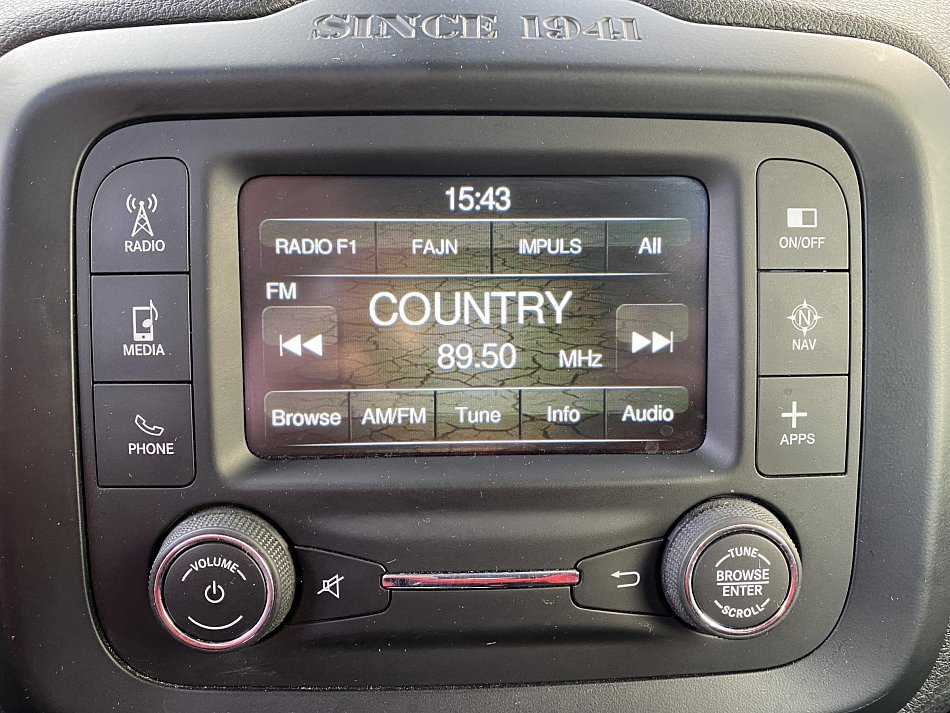 SINCE 1941
RADIO
MEDIA
PHONE
15:43
RADIO F1 FAJN IMPULS All
FM
COUNTRY
89.50 MHz
Browse AM/FM Tune Info Audio
ON/OFF
N
NAV
APPS
VOLUME
TUNE
BROWSE
ENTER
SCROLL